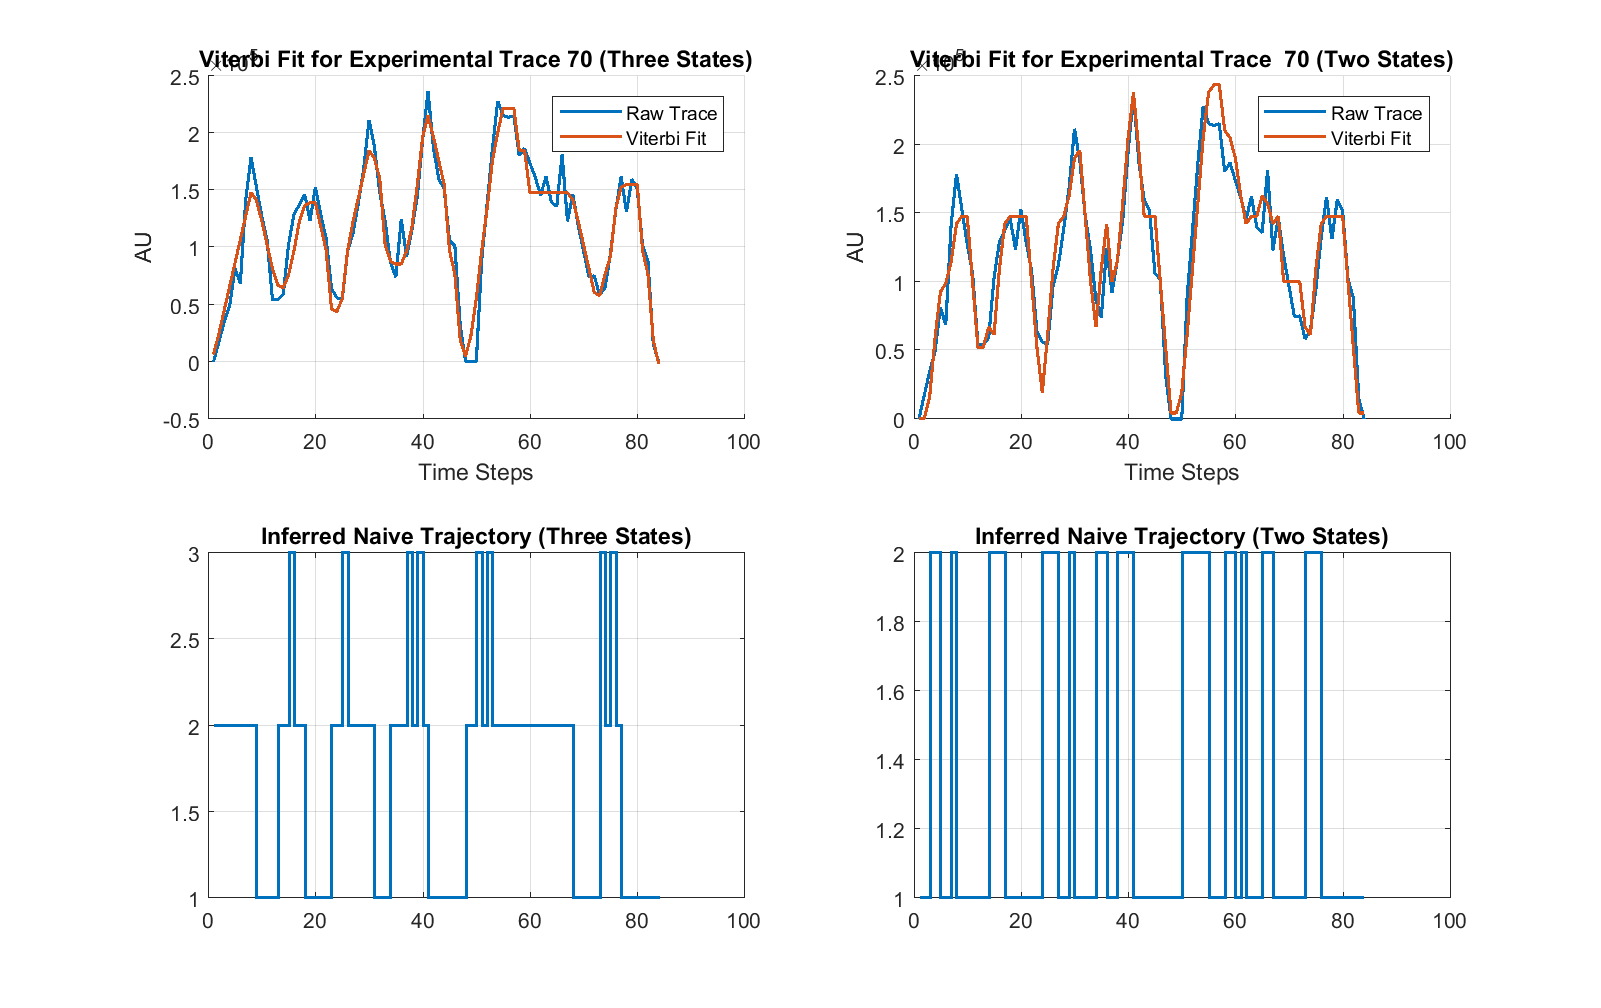 Viterbi Fit for Experimental Trace 70 (Three States)
2.5
2
1.5
1
0.5
0
-0.5
AU
Raw Trace
Viterbi Fit
0 20 40 60 80 100
Time Steps
Viterbi Fit for Experimental Trace 70 (Two States)
2.5
2
1.5
1
0.5
0
AU
Raw Trace
Viterbi Fit
0 20 40 60 80 100
Time Steps
Inferred Naive Trajectory (Three States)
3
2.5
2
1.5
1
0 20 40 60 80 100
Inferred Naive Trajectory (Two States)
2
1.8
1.6
1.4
1.2
1
0 20 40 60 80 100